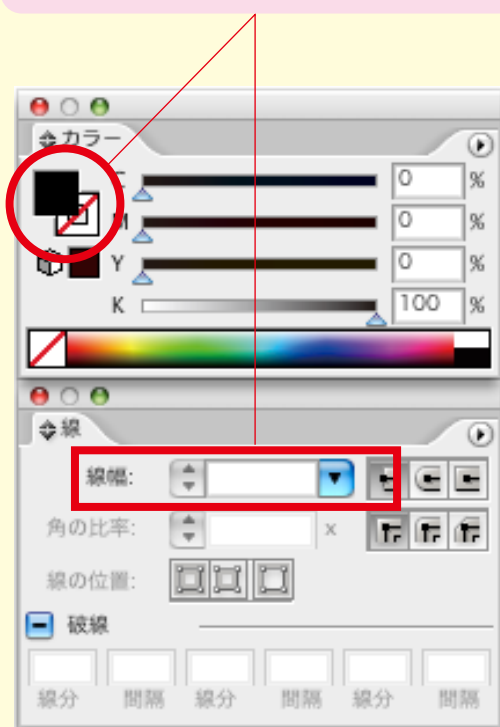 カラー
C 0 %
M 0 %
Y 0 %
K 100 %
線
線幅:
角の比率: x
線の位置:
破線
線分 間隔 線分 間隔 線分 間隔